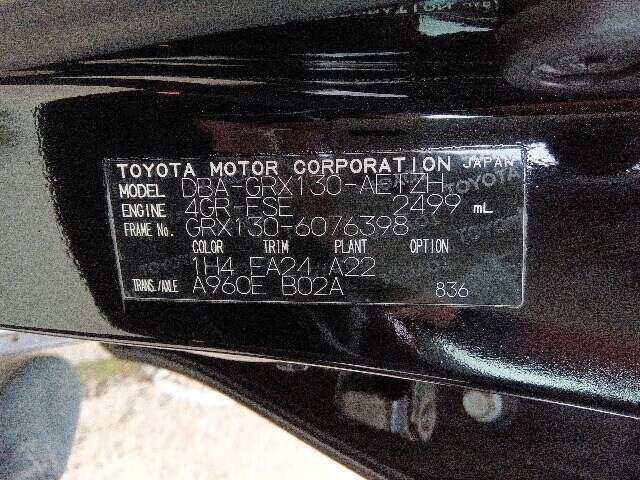 TOYOTA MOTOR CORPORATION JAPAN
MODEL DBA-GRX130-AETZH
ENGINE 4GR-FSE 2499 mL
FRAME No. GRX130-6076398
COLOR TRIM PLANT OPTION
1H4 FA24 A22
TRANS./AXLE A960E B02A 836